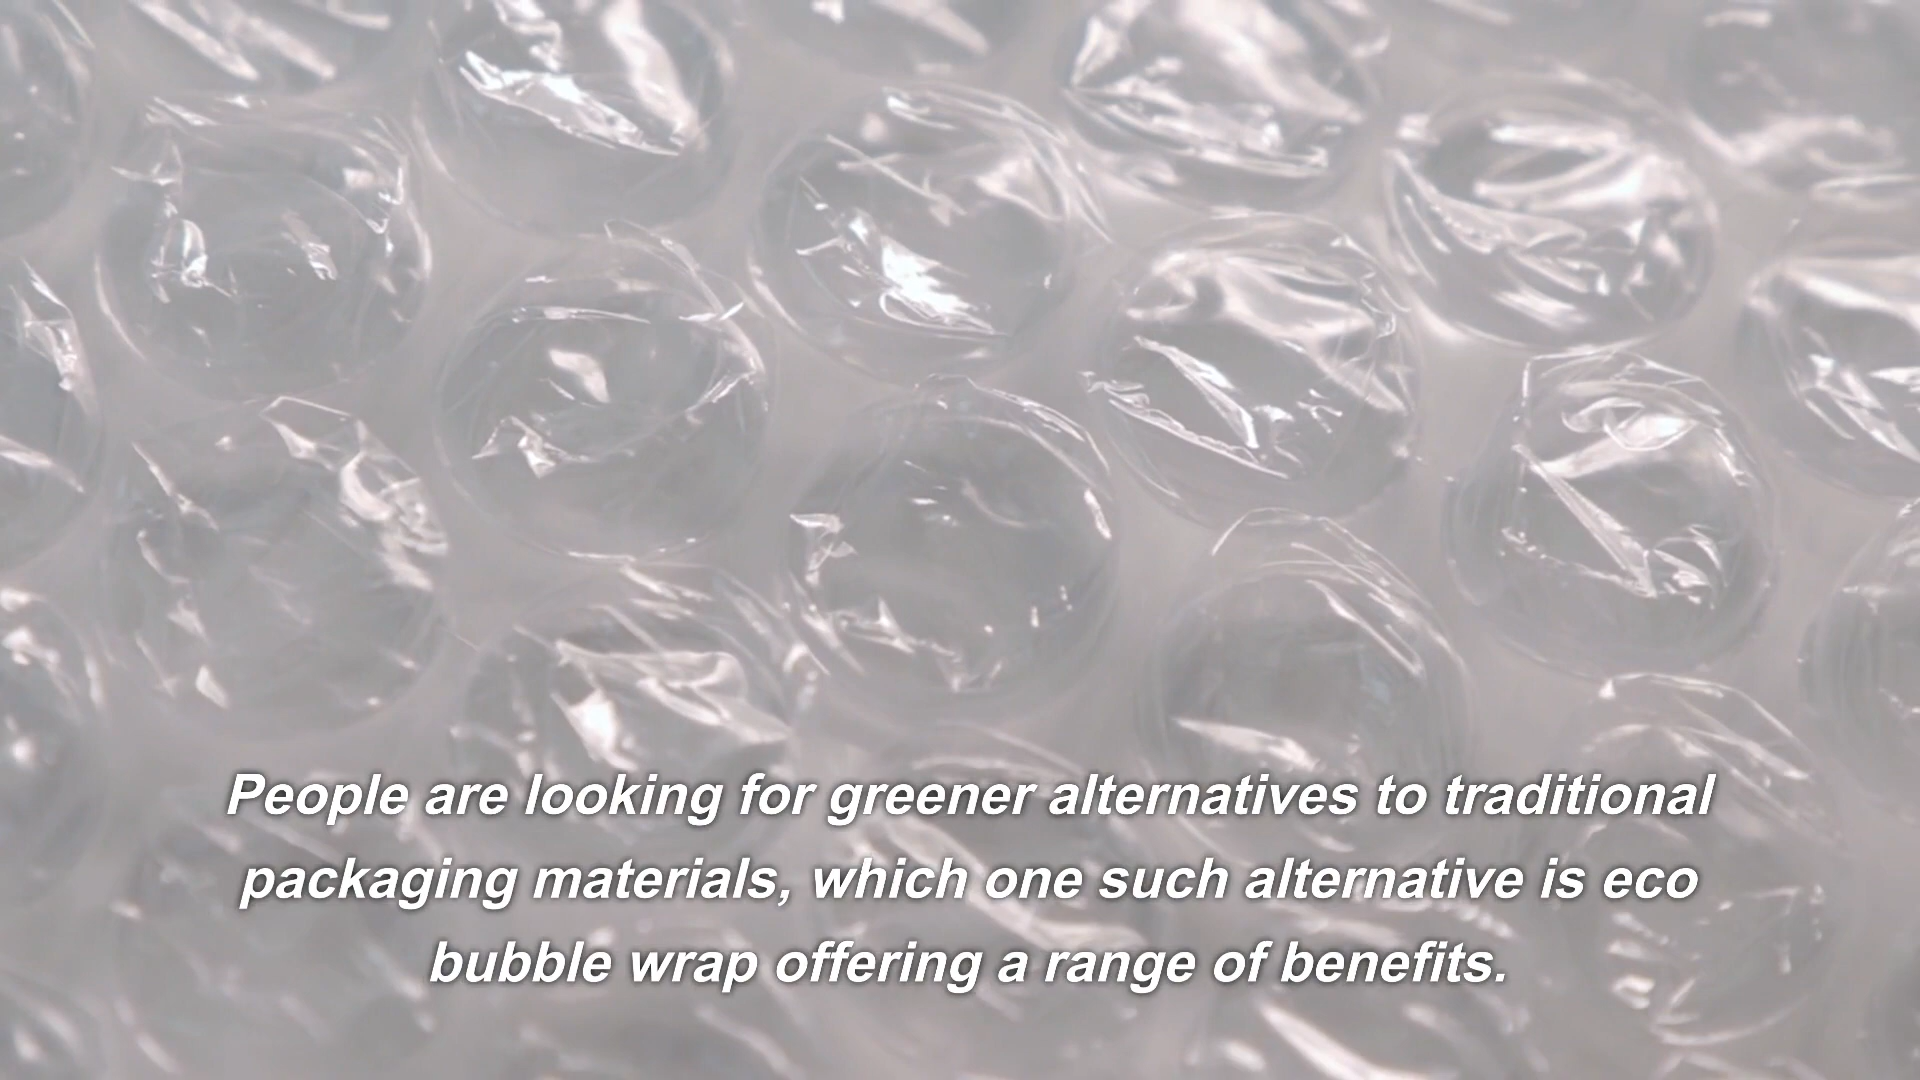 People are looking for greener alternatives to traditional
packaging materials, which one such alternative is eco
bubble wrap offering a range of benefits.